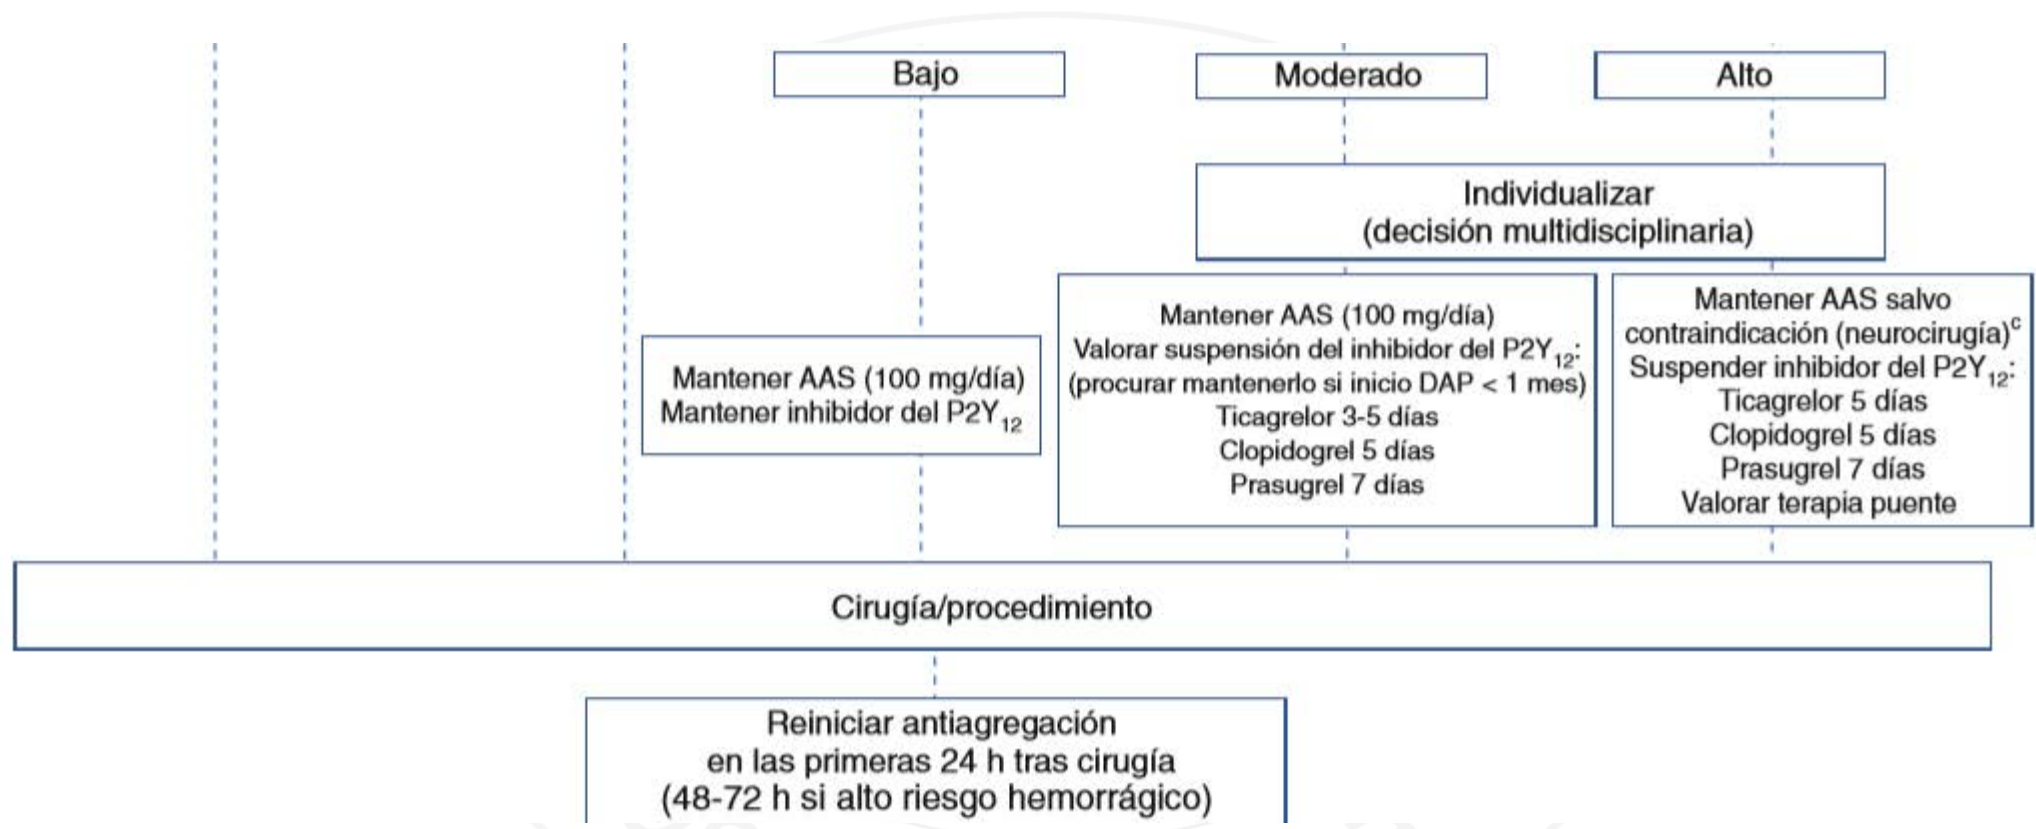 Bajo
Moderado
Alto
Individualizar
(decisión multidisciplinaria)
Mantener AAS (100 mg/día)
Mantener inhibidor del P2Y12
Mantener AAS (100 mg/día)
Valorar suspensión del inhibidor del P2Y12:
(procurar mantenerlo si inicio DAP < 1 mes)
Ticagrelor 3-5 días
Clopidogrel 5 días
Prasugrel 7 días
Mantener AAS salvo
contraindicación (neurocirugía)c
Suspender inhibidor del P2Y12:
Ticagrelor 5 días
Clopidogrel 5 días
Prasugrel 7 días
Valorar terapia puente
Cirugía/procedimiento
Reiniciar antiagregación
en las primeras 24 h tras cirugía
(48-72 h si alto riesgo hemorrágico)